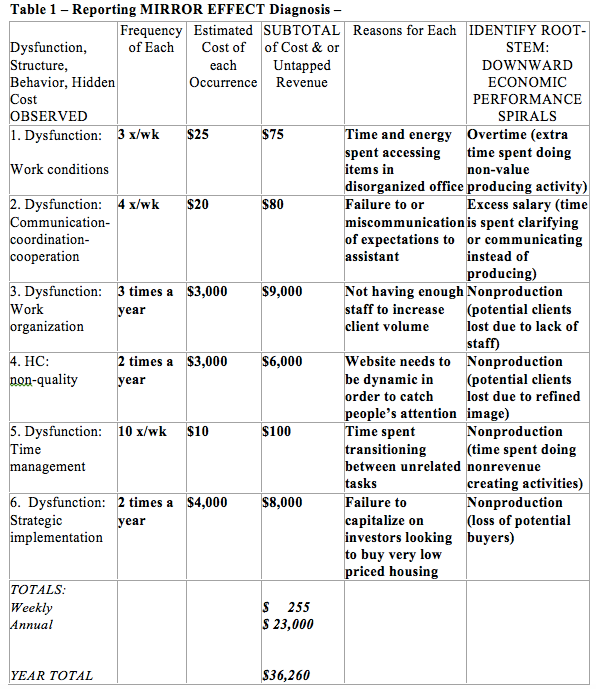 Table 1 – Reporting MIRROR EFFECT Diagnosis –
Dysfunction,
Structure,
Behavior, Hidden
Cost
OBSERVED
Frequency
of Each
Estimated
Cost of
each
Occurrence
SUBTOTAL
of Cost & or
Untapped
Revenue
Reasons for Each
IDENTIFY ROOT-
STEM:
DOWNWARD
ECONOMIC
PERFORMANCE
SPIRALS
1. Dysfunction:
Work conditions
3 x/wk
$25
$75
Time and energy
spent accessing
items in
disorganized office
Overtime (extra
time spent doing
non-value
producing activity)
2. Dysfunction:
Communication-
coordination-
cooperation
4 x/wk
$20
$80
Failure to or
miscommunication
of expectations to
assistant
Excess salary (time
is spent clarifying
or communicating
instead of
producing)
3. Dysfunction:
Work
organization
3 times a
year
$3,000
$9,000
Not having enough
staff to increase
client volume
Nonproduction
(potential clients
lost due to lack of
staff)
4. HC:
non-quality
2 times a
year
$3,000
$6,000
Website needs to
be dynamic in
order to catch
people's attention
Nonproduction
(potential clients
lost due to refined
image)
5. Dysfunction:
Time
management
10 x/wk
$10
$100
Time spent
transitioning
between unrelated
tasks
Nonproduction
(time spent doing
nonrevenue
creating activities)
6. Dysfunction:
Strategic
implementation
2 times a
year
$4,000
$8,000
Failure to
capitalize on
investors looking
to buy very low
priced housing
Nonproduction
(loss of potential
buyers)
TOTALS:
Weekly
$ 255
Annual
$ 23,000
YEAR TOTAL
$36,260